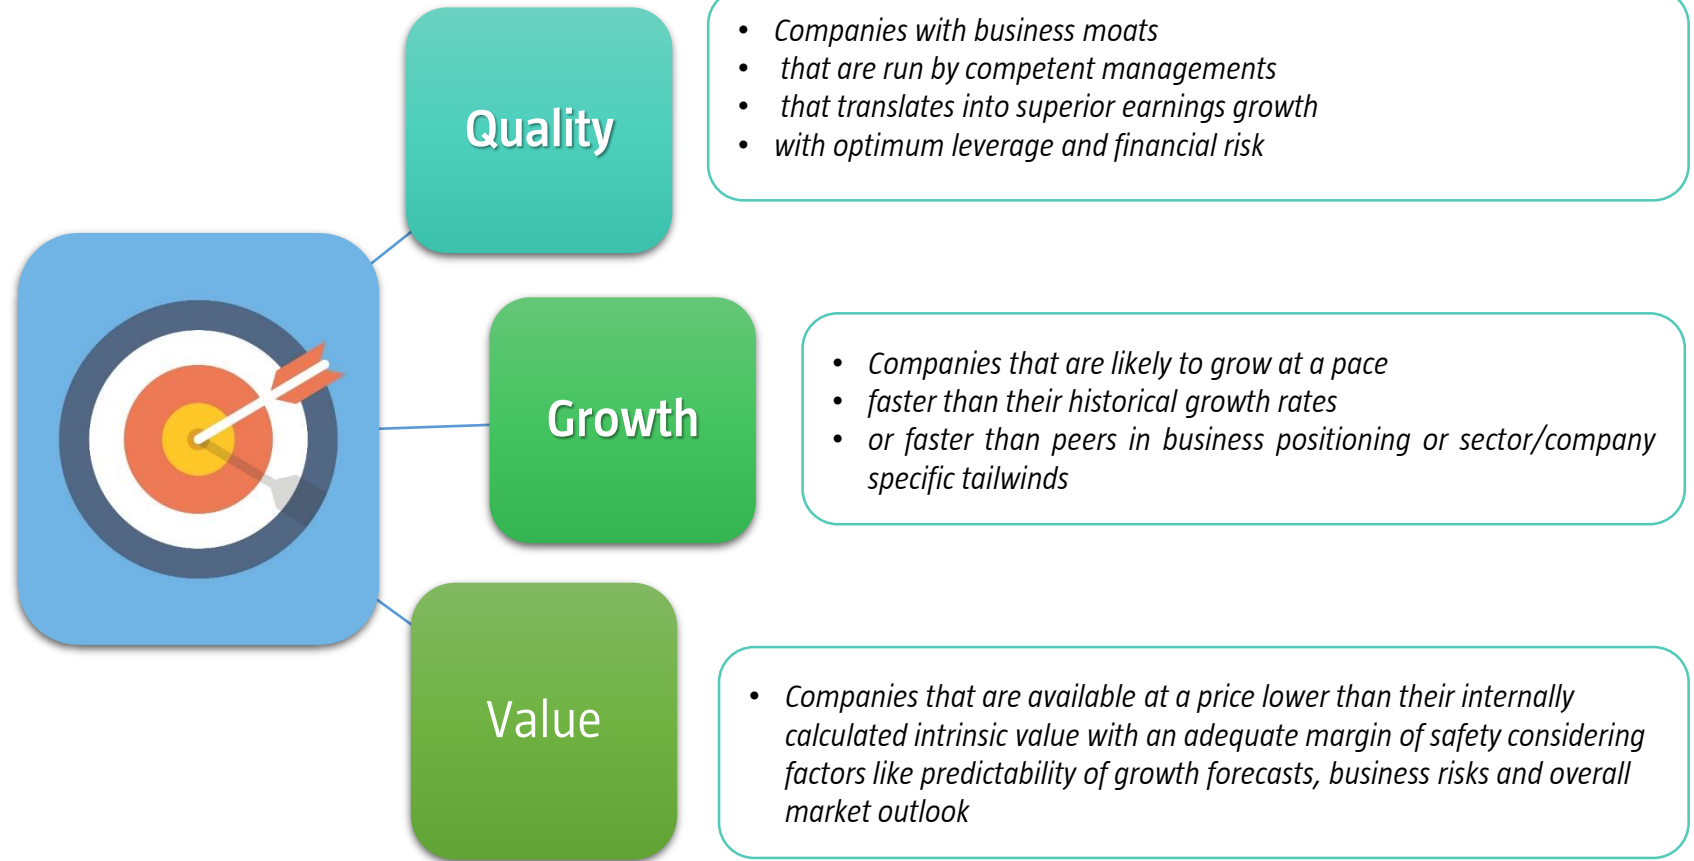 Quality
• Companies with business moats
• that are run by competent managements
• that translates into superior earnings growth
• with optimum leverage and financial risk
Growth
• Companies that are likely to grow at a pace
• faster than their historical growth rates
• or faster than peers in business positioning or sector/company
specific tailwinds
Value
• Companies that are available at a price lower than their internally
calculated intrinsic value with an adequate margin of safety considering
factors like predictability of growth forecasts, business risks and overall
market outlook